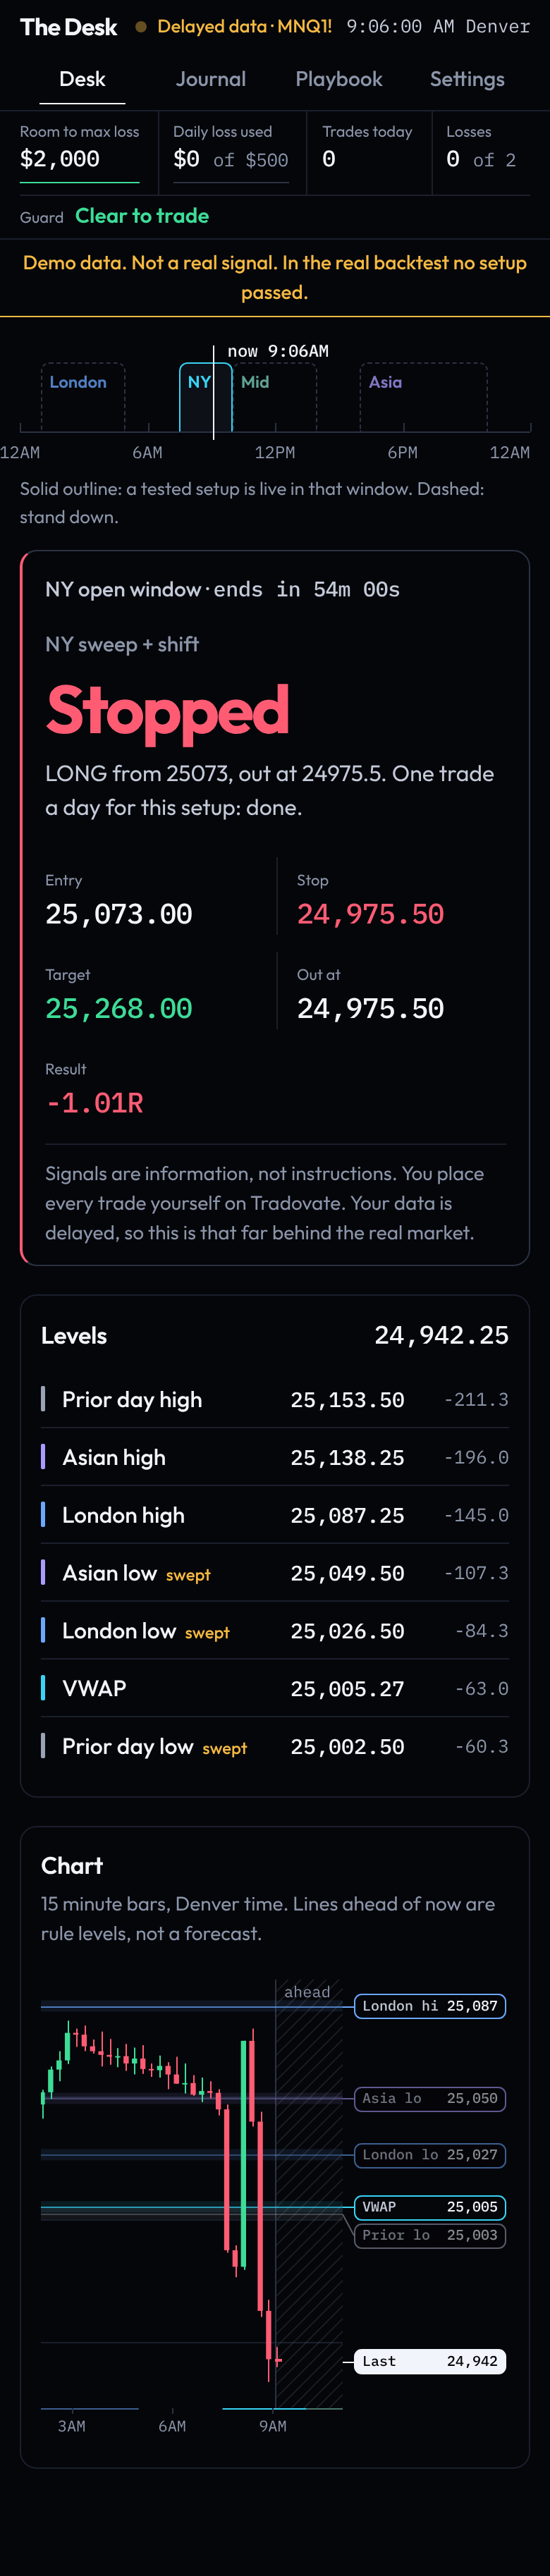 The Desk
Delayed data · MNQ1!
9:06:00 AM Denver
Desk
Journal
Playbook
Settings
Room to max loss
$2,000
Daily loss used
$0 of $500
Trades today
0
Losses
0 of 2
Guard Clear to trade
Demo data. Not a real signal. In the real backtest no setup
passed.
now 9:06AM
London
NY
Mid
Asia
12AM
6AM
12PM
6PM
12AM
Solid outline: a tested setup is live in that window. Dashed:
stand down.
NY open window · ends in 54m 00s
NY sweep + shift
Stopped
LONG from 25073, out at 24975.5. One trade
a day for this setup: done.
Entry
25,073.00
Stop
24,975.50
Target
25,268.00
Out at
24,975.50
Result
-1.01R
Signals are information, not instructions. You place
every trade yourself on Tradovate. Your data is
delayed, so this is that far behind the real market.
Levels 24,942.25
Prior day high 25,153.50 -211.3
Asian high 25,138.25 -196.0
London high 25,087.25 -145.0
Asian low swept 25,049.50 -107.3
London low swept 25,026.50 -84.3
VWAP 25,005.27 -63.0
Prior day low swept 25,002.50 -60.3
Chart
15 minute bars, Denver time. Lines ahead of now are
rule levels, not a forecast.
ahead
London hi 25,087
Asia lo 25,050
London lo 25,027
VWAP 25,005
Prior lo 25,003
Last 24,942
3AM
6AM
9AM